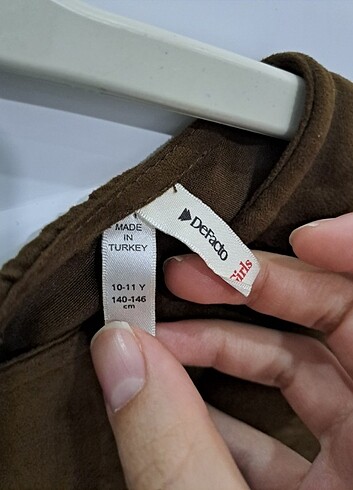 MADE
IN
TURKEY
10-11 Y
140-146
cm
DeFacto
Girls